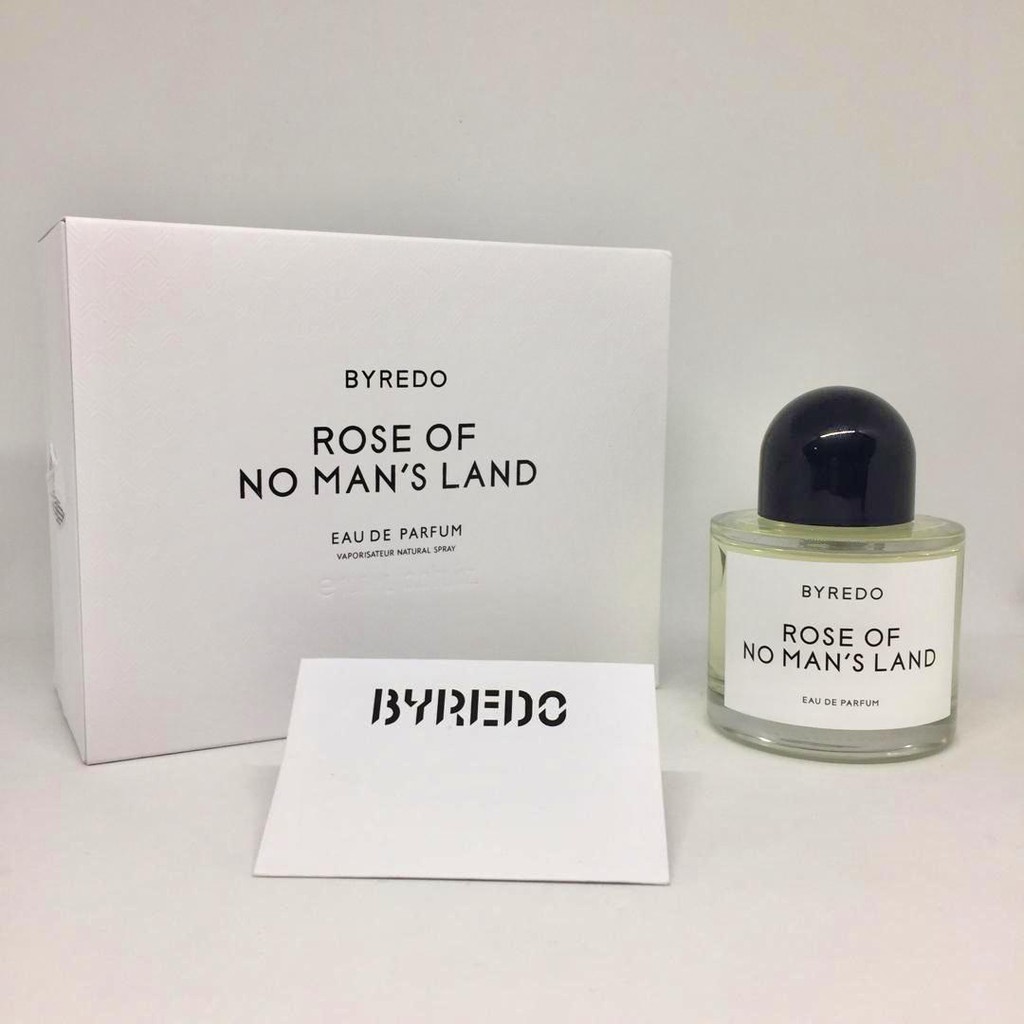 BYREDO
ROSE OF
NO MAN'S LAND
EAU DE PARFUM
VAPORISATEUR NATURAL SPRAY
BYREDO
BYREDO
ROSE OF
NO MAN'S LAND
EAU DE PARFUM